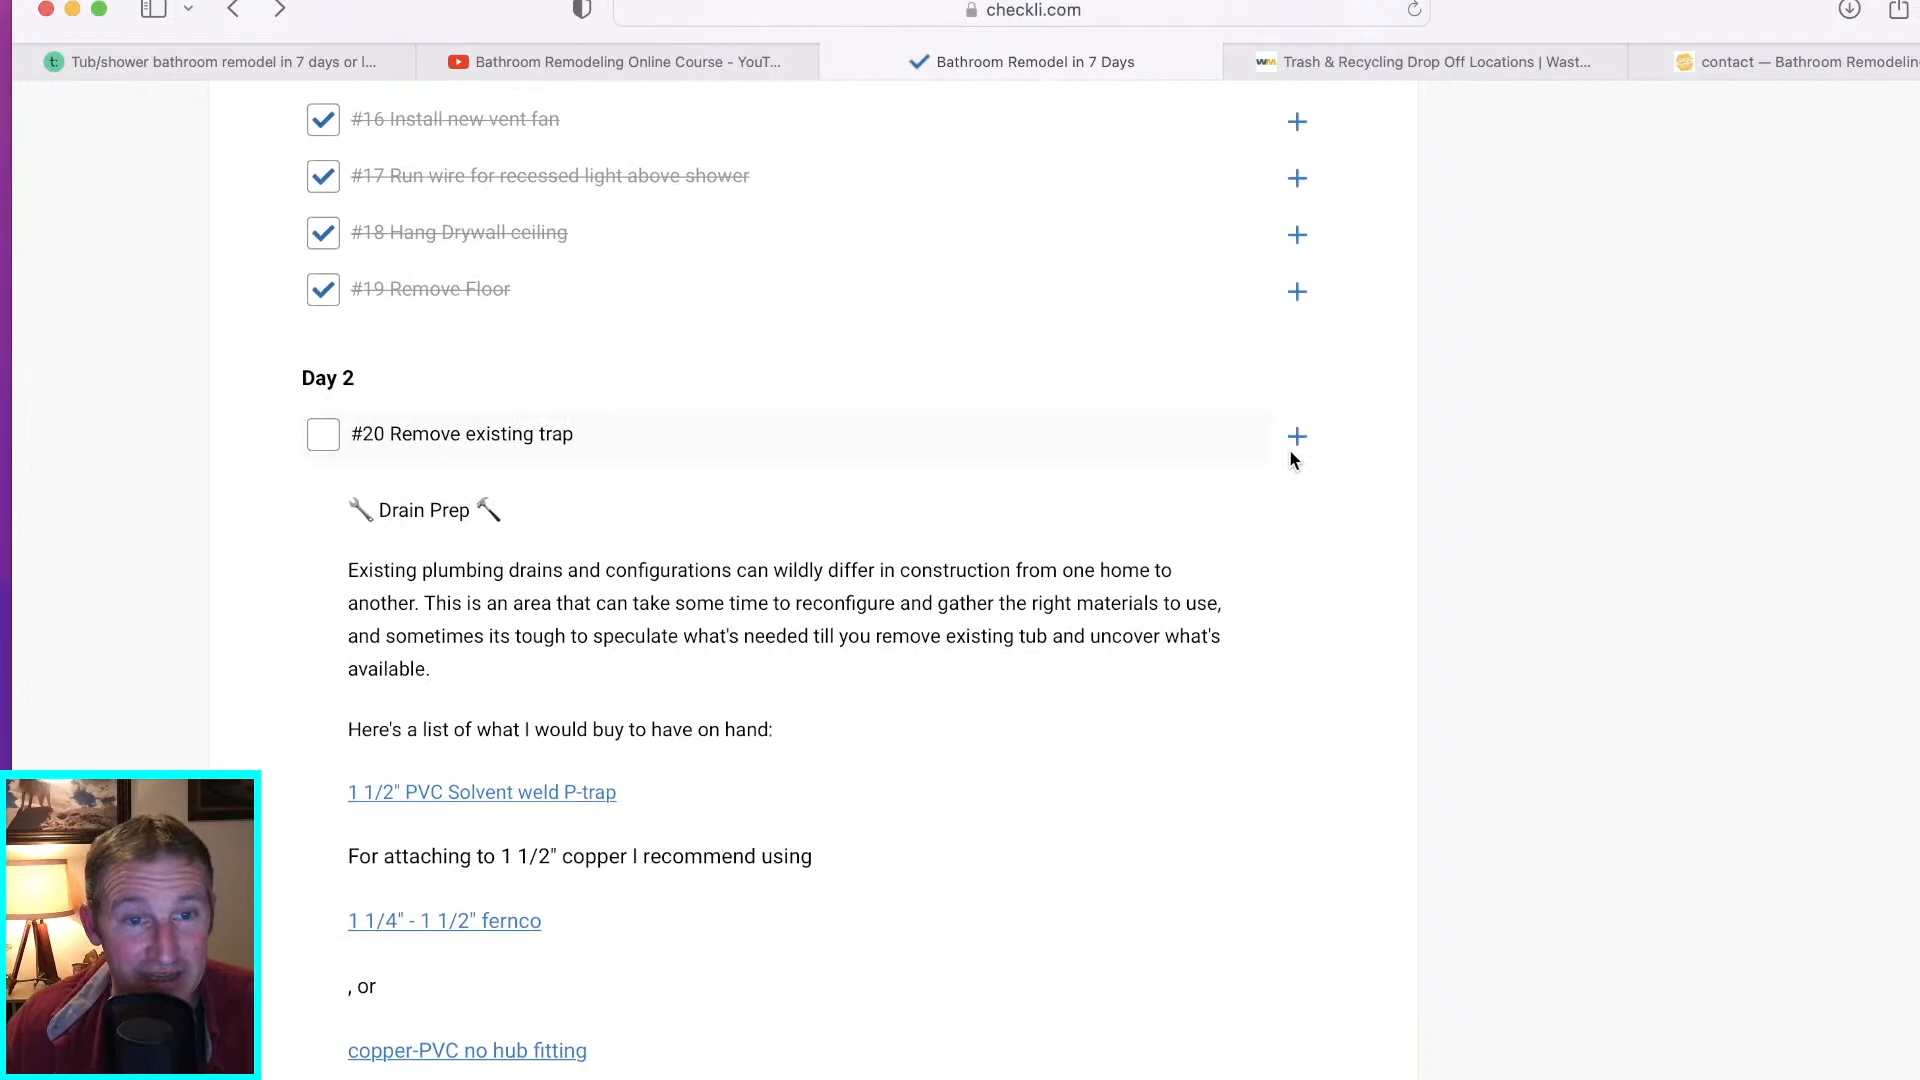 checkli.com
t: Tub/shower bathroom remodel in 7 days or l...
Bathroom Remodeling Online Course - YouT...
Bathroom Remodel in 7 Days
WM Trash & Recycling Drop Off Locations | Wast...
contact — Bathroom Remodelin
#16 Install new vent fan
#17 Run wire for recessed light above shower
#18 Hang Drywall ceiling
#19 Remove Floor
Day 2
#20 Remove existing trap
Drain Prep
Existing plumbing drains and configurations can wildly differ in construction from one home to
another. This is an area that can take some time to reconfigure and gather the right materials to use,
and sometimes its tough to speculate what's needed till you remove existing tub and uncover what's
available.
Here's a list of what I would buy to have on hand:
1 1/2" PVC Solvent weld P-trap
For attaching to 1 1/2" copper I recommend using
1 1/4" - 1 1/2" fernco
, or
copper-PVC no hub fitting